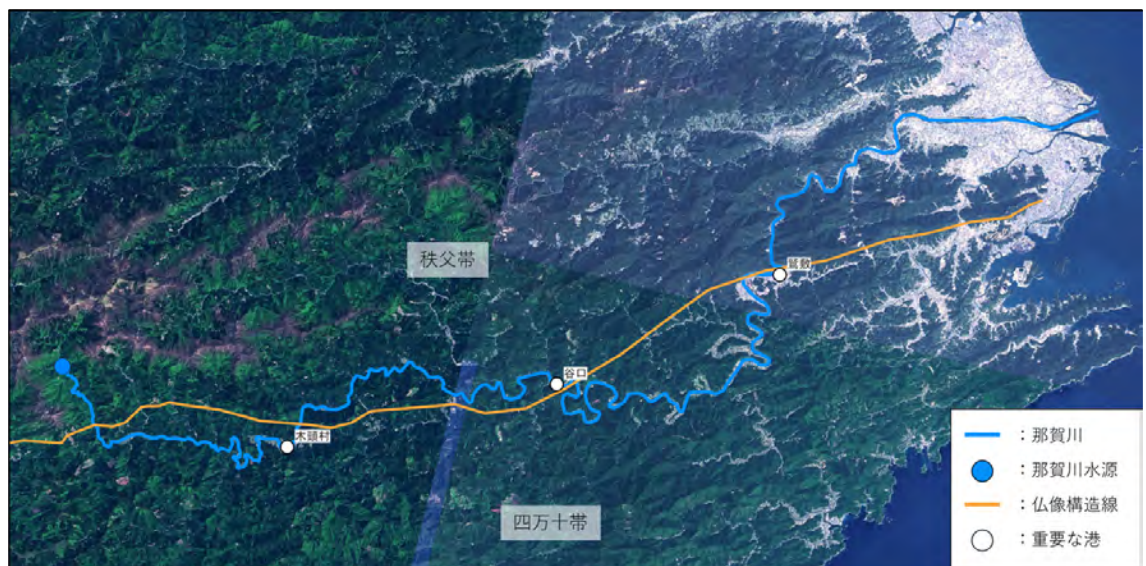 秩父帯
鷲敷
谷口
木頭村
四万十帯
：那賀川
：那賀川水源
：仏像構造線
：重要な港